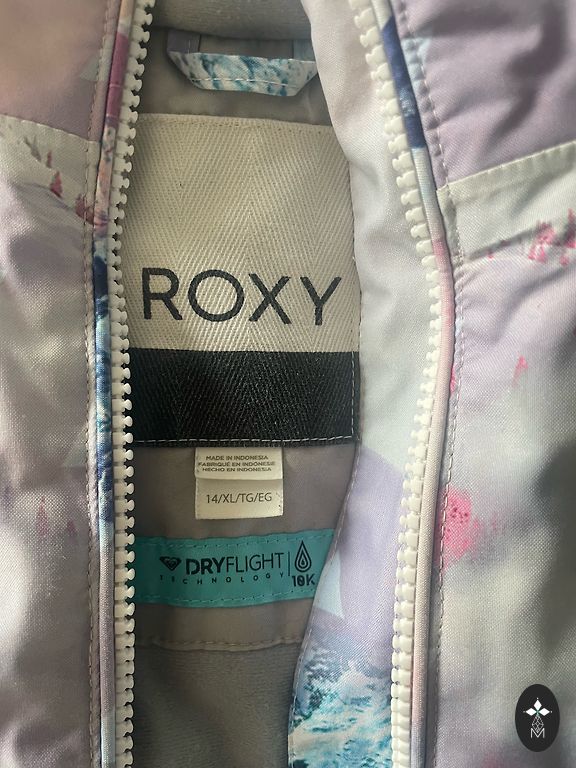 ROXY
MADE IN INDONESIA
FABRIQUÉ EN INDONÉSIE
HECHO EN INDONESIA
14/XL/TG/EG
DRYFLIGHT
TECHNOLOGY
10K
M